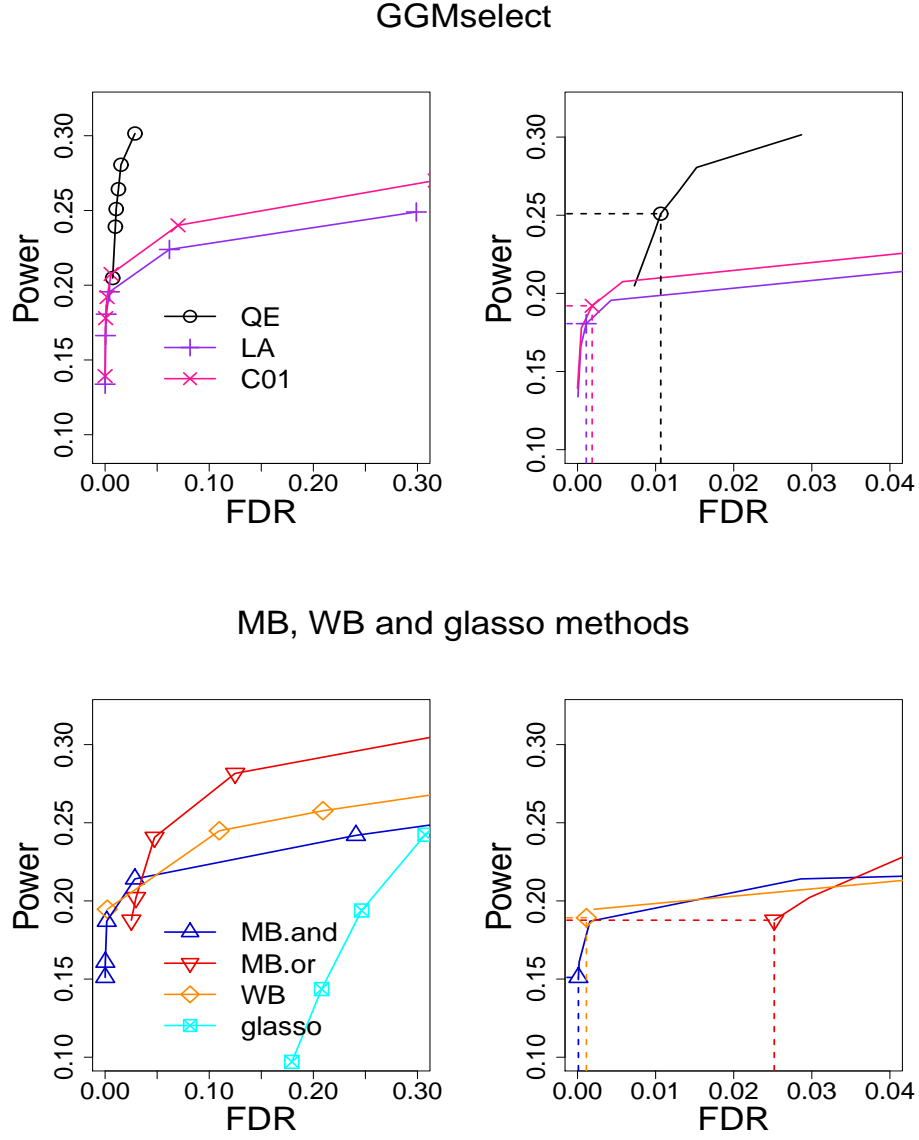 GGMselect
Power
0.10 0.15 0.20 0.25 0.30
QE
LA
C01
0.00 0.10 0.20 0.30
FDR
Power
0.10 0.15 0.20 0.25 0.30
0.00 0.01 0.02 0.03 0.04
FDR
MB, WB and glasso methods
Power
0.10 0.15 0.20 0.25 0.30
MB.and
MB.or
WB
glasso
0.00 0.10 0.20 0.30
FDR
Power
0.10 0.15 0.20 0.25 0.30
0.00 0.01 0.02 0.03 0.04
FDR